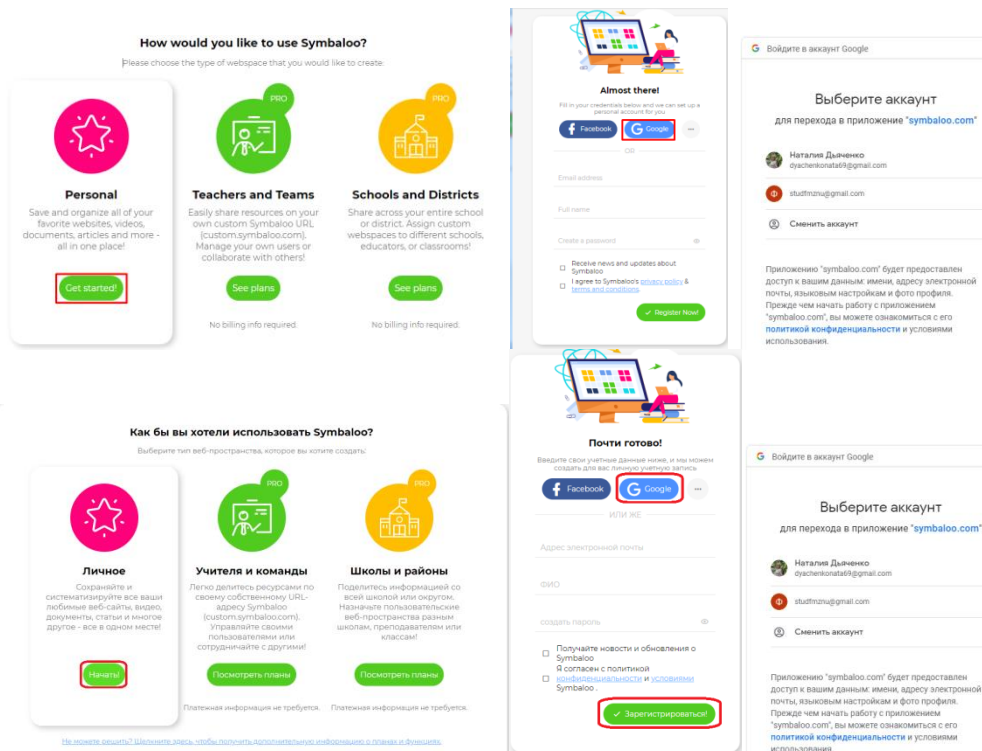 How would you like to use Symbaloo?
Please choose the type of webspace that you would like to create:
PRO
PRO
Personal
Save and organize all of your
favorite websites, videos,
documents, articles and more -
all in one place!
Get started!
Teachers and Teams
Easily share resources on your
own custom Symbaloo URL
(custom.symbaloo.com).
Manage your own users or
collaborate with others!
See plans
No billing info required.
Schools and Districts
Share across your entire school
or district. Assign custom
webspaces to different schools,
educators, or classrooms!
See plans
No billing info required.
Almost there!
Fill in your credentials below and we can set up a
personal account for you
Facebook
Google
OR
Email address
Full name
Create a password
Receive news and updates about
Symbaloo
I agree to Symbaloo's privacy policy &
terms and conditions.
Register Now!
G Войдите в аккаунт Google
Выберите аккаунт
для перехода в приложение "symbaloo.com"
Наталия Дьяченко
dyachenkonata69@gmail.com
Ф studfmznu@gmail.com
Сменить аккаунт
Приложению "symbaloo.com" будет предоставлен
доступ к вашим данным: имени, адресу электронной
почты, языковым настройкам и фото профиля.
Прежде чем начать работу с приложением
"symbaloo.com", вы можете ознакомиться с его
политикой конфиденциальности и условиями
использования.
Как бы вы хотели использовать Symbaloo?
Выберите тип веб-пространства, которое вы хотите создать:
PRO
PRO
Личное
Сохраняйте и
систематизируйте все ваши
любимые веб-сайты, видео,
документы, статьи и многое
другое - все в одном месте!
Начать!
Учителя и команды
Легко делитесь ресурсами по
своему собственному URL-
адресу Symbaloo
(custom.symbaloo.com).
Управляйте своими
пользователями или
сотрудничайте с другими!
Посмотреть планы
Платежная информация не требуется.
Школы и районы
Поделитесь информацией со
всей школой или округом.
Назначьте пользовательские
веб-пространства разным
школам, преподавателям или
классам!
Посмотреть планы
Платежная информация не требуется.
Не можете решить? Щелкните здесь, чтобы получить дополнительную информацию о планах и функциях.
Почти готово!
Введите свои учетные данные ниже, и мы можем
создать для вас личную учетную запись
Facebook
Google
ИЛИ ЖЕ
Адрес электронной почты
ФИО
создать пароль
Получайте новости и обновления о
Symbaloo
Я согласен с политикой
конфиденциальности и условиями
Symbaloo .
Зарегистрироваться!
G Войдите в аккаунт Google
Выберите аккаунт
для перехода в приложение "symbaloo.com"
Наталия Дьяченко
dyachenkonata69@gmail.com
Ф studfmznu@gmail.com
Сменить аккаунт
Приложению "symbaloo.com" будет предоставлен
доступ к вашим данным: имени, адресу электронной
почты, языковым настройкам и фото профиля.
Прежде чем начать работу с приложением
"symbaloo.com", вы можете ознакомиться с его
политикой конфиденциальности и условиями
использования.